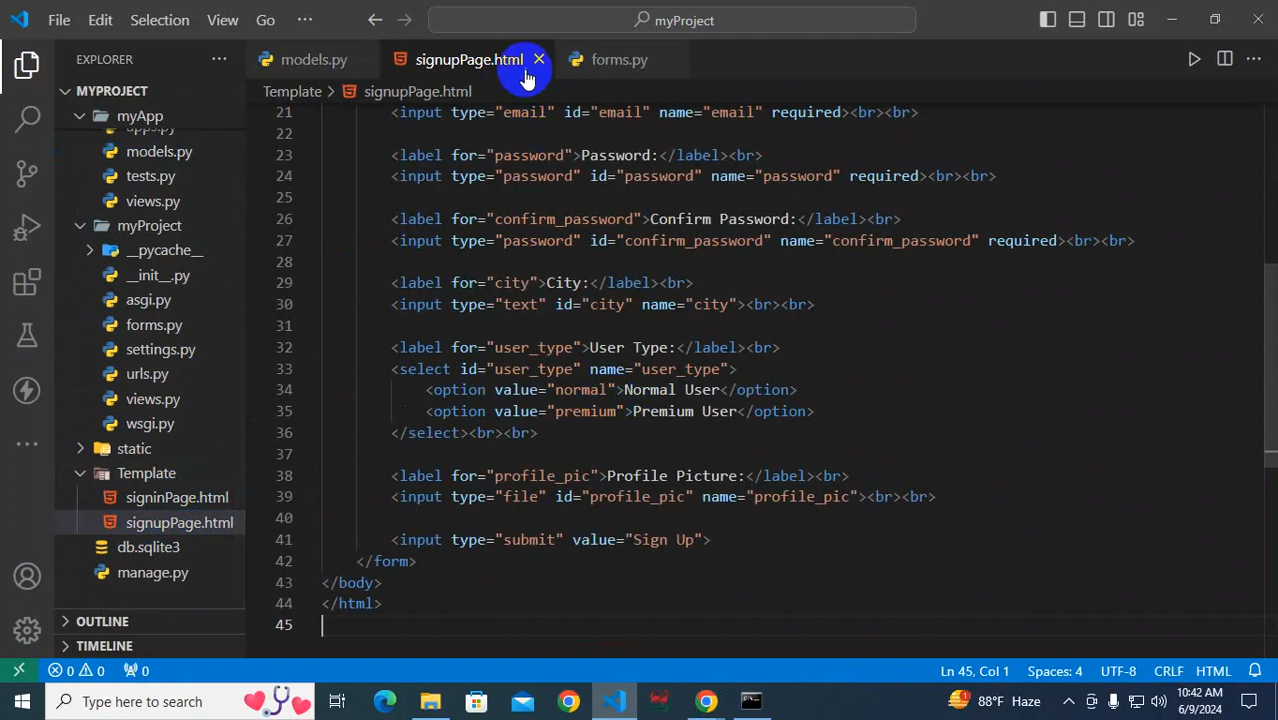 File Edit Selection View Go ··· myProject
EXPLORER ···
models.py signupPage.html forms.py
MYPROJECT
Template > signupPage.html
myApp
apps.py
models.py
tests.py
views.py
myProject
__pycache__
__init__.py
asgi.py
forms.py
settings.py
urls.py
views.py
wsgi.py
static
Template
signinPage.html
signupPage.html
db.sqlite3
manage.py
OUTLINE
TIMELINE
21 <input type="email" id="email" name="email" required><br><br>
22
23 <label for="password">Password:</label><br>
24 <input type="password" id="password" name="password" required><br><br>
25
26 <label for="confirm_password">Confirm Password:</label><br>
27 <input type="password" id="confirm_password" name="confirm_password" required><br><br>
28
29 <label for="city">City:</label><br>
30 <input type="text" id="city" name="city"><br><br>
31
32 <label for="user_type">User Type:</label><br>
33 <select id="user_type" name="user_type">
34 <option value="normal">Normal User</option>
35 <option value="premium">Premium User</option>
36 </select><br><br>
37
38 <label for="profile_pic">Profile Picture:</label><br>
39 <input type="file" id="profile_pic" name="profile_pic"><br><br>
40
41 <input type="submit" value="Sign Up">
42 </form>
43 </body>
44 </html>
45
0 0 0 Ln 45, Col 1 Spaces: 4 UTF-8 CRLF HTML
Type here to search 88°F Haze 10:42 AM
6/9/2024